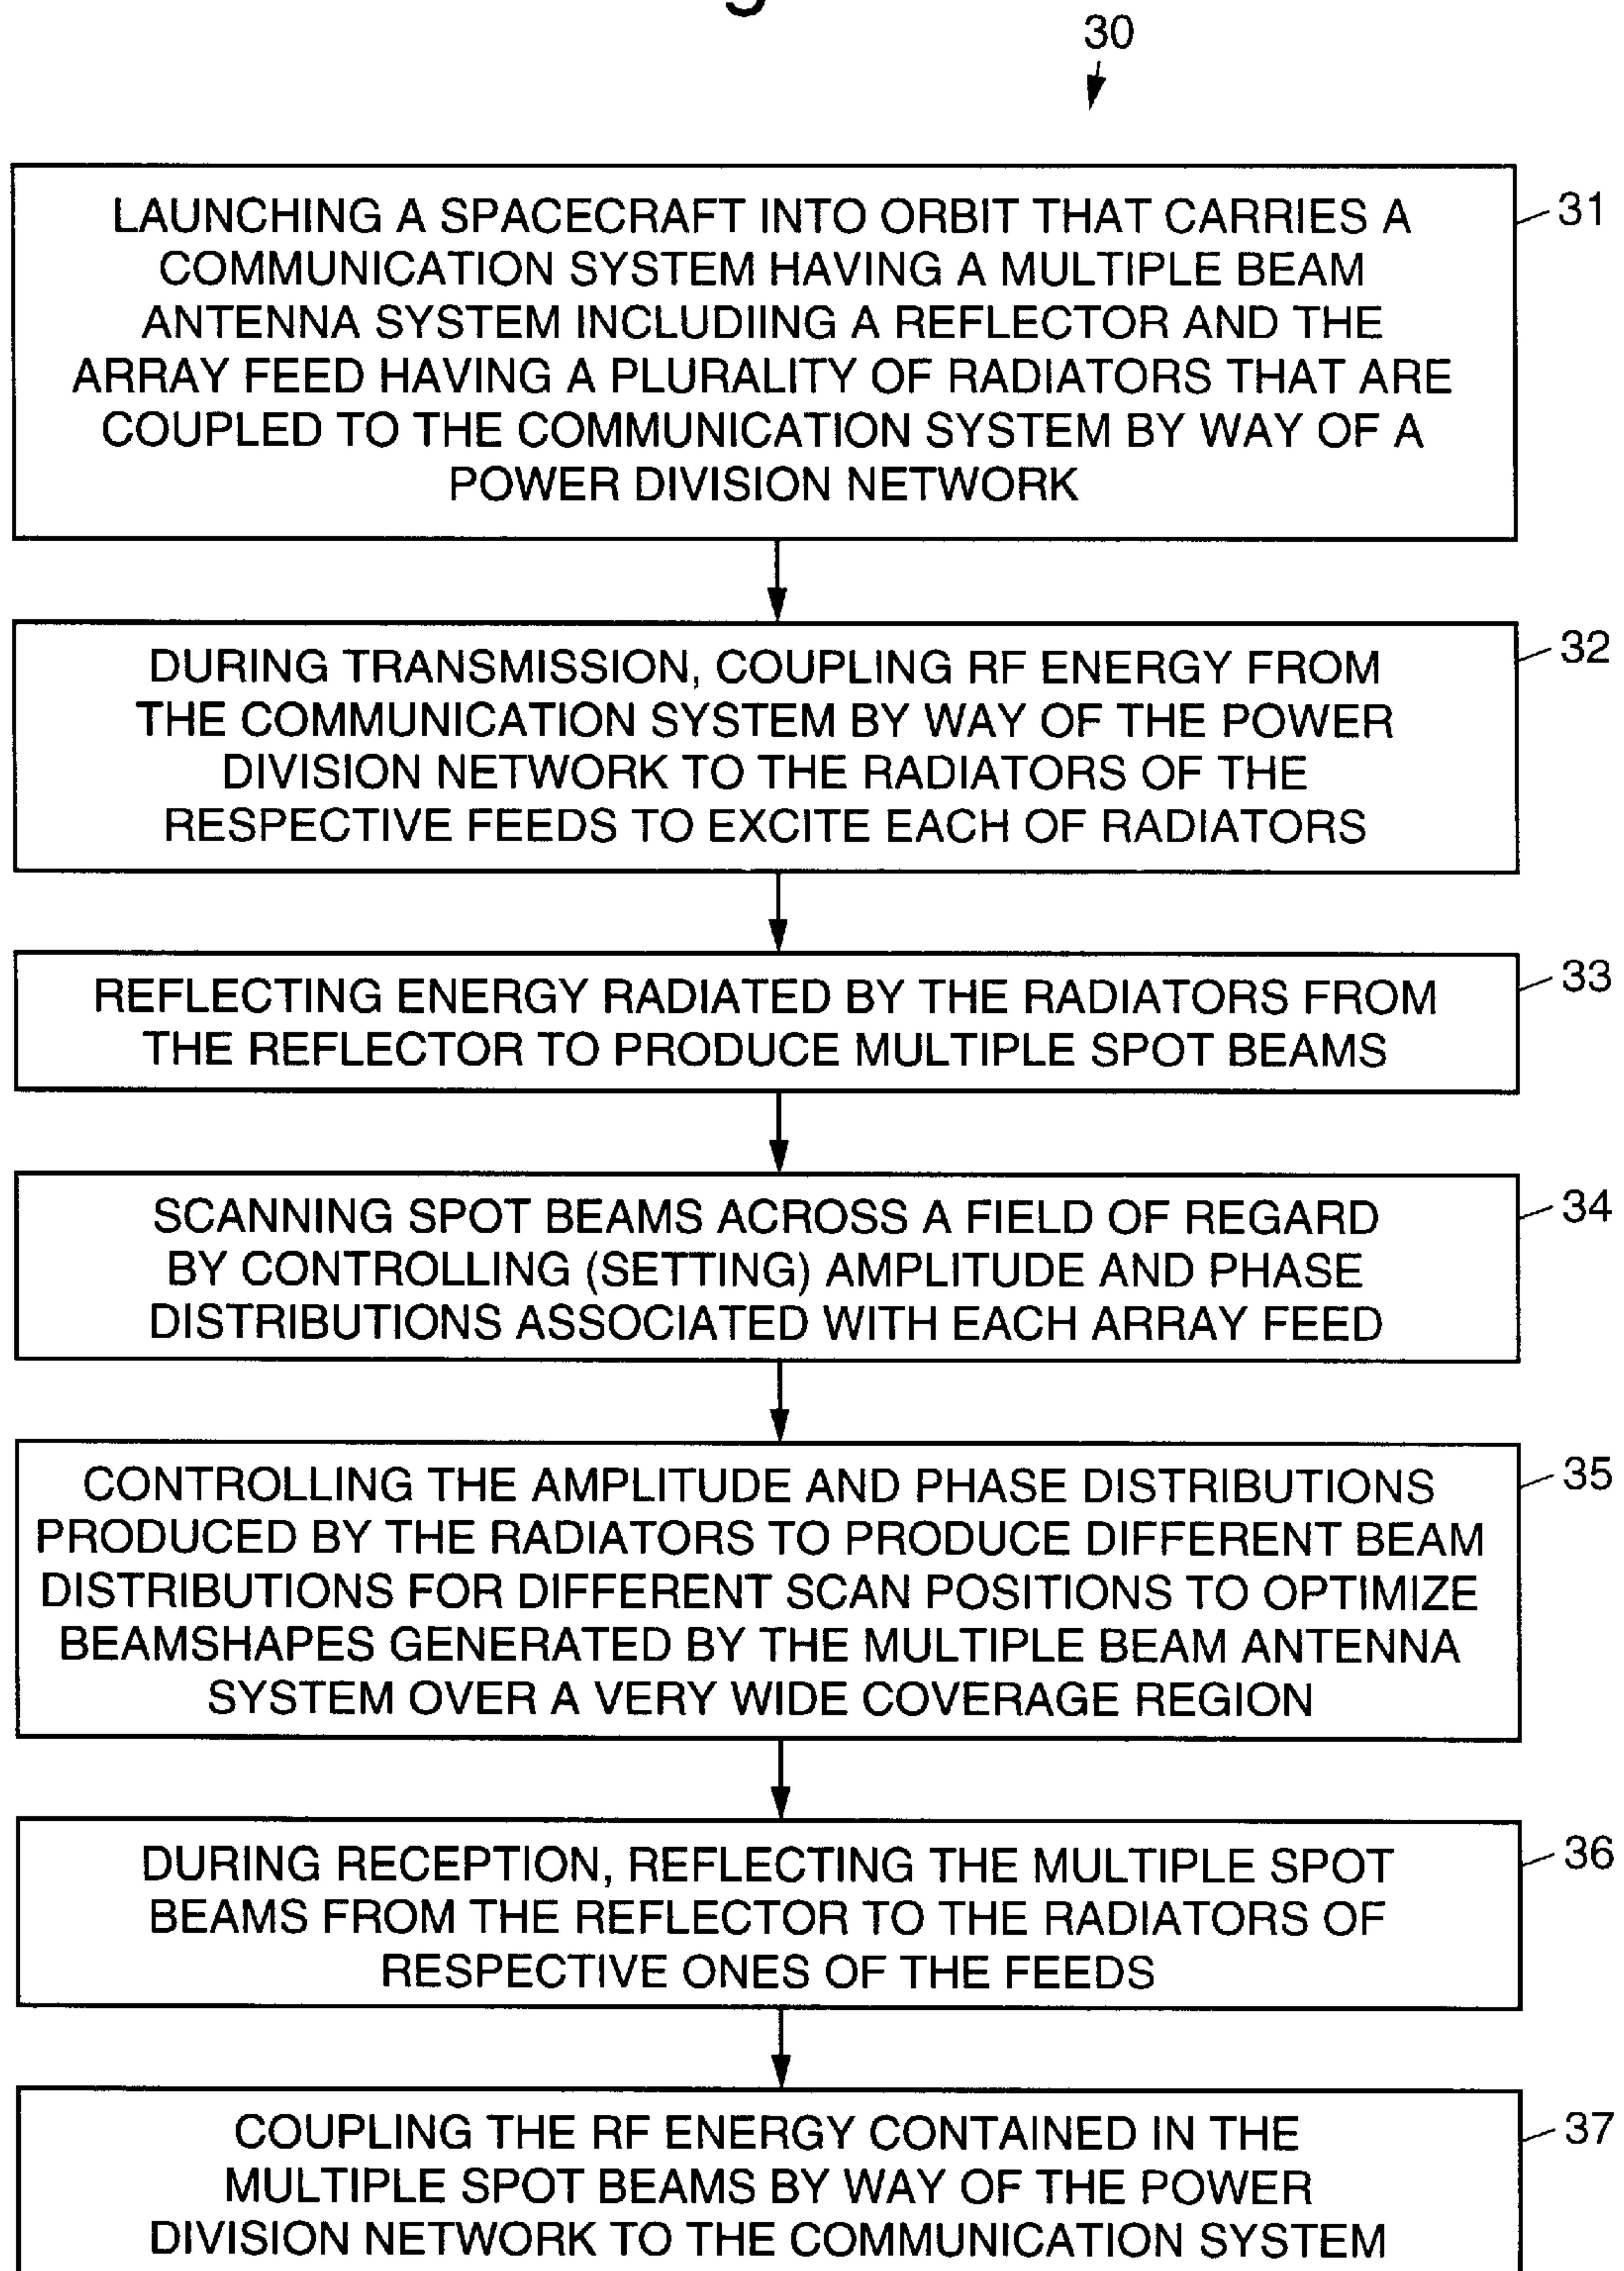 30
LAUNCHING A SPACECRAFT INTO ORBIT THAT CARRIES A
COMMUNICATION SYSTEM HAVING A MULTIPLE BEAM
ANTENNA SYSTEM INCLUDIING A REFLECTOR AND THE
ARRAY FEED HAVING A PLURALITY OF RADIATORS THAT ARE
COUPLED TO THE COMMUNICATION SYSTEM BY WAY OF A
POWER DIVISION NETWORK
31
DURING TRANSMISSION, COUPLING RF ENERGY FROM
THE COMMUNICATION SYSTEM BY WAY OF THE POWER
DIVISION NETWORK TO THE RADIATORS OF THE
RESPECTIVE FEEDS TO EXCITE EACH OF RADIATORS
32
REFLECTING ENERGY RADIATED BY THE RADIATORS FROM
THE REFLECTOR TO PRODUCE MULTIPLE SPOT BEAMS
33
SCANNING SPOT BEAMS ACROSS A FIELD OF REGARD
BY CONTROLLING (SETTING) AMPLITUDE AND PHASE
DISTRIBUTIONS ASSOCIATED WITH EACH ARRAY FEED
34
CONTROLLING THE AMPLITUDE AND PHASE DISTRIBUTIONS
PRODUCED BY THE RADIATORS TO PRODUCE DIFFERENT BEAM
DISTRIBUTIONS FOR DIFFERENT SCAN POSITIONS TO OPTIMIZE
BEAMSHAPES GENERATED BY THE MULTIPLE BEAM ANTENNA
SYSTEM OVER A VERY WIDE COVERAGE REGION
35
DURING RECEPTION, REFLECTING THE MULTIPLE SPOT
BEAMS FROM THE REFLECTOR TO THE RADIATORS OF
RESPECTIVE ONES OF THE FEEDS
36
COUPLING THE RF ENERGY CONTAINED IN THE
MULTIPLE SPOT BEAMS BY WAY OF THE POWER
DIVISION NETWORK TO THE COMMUNICATION SYSTEM
37